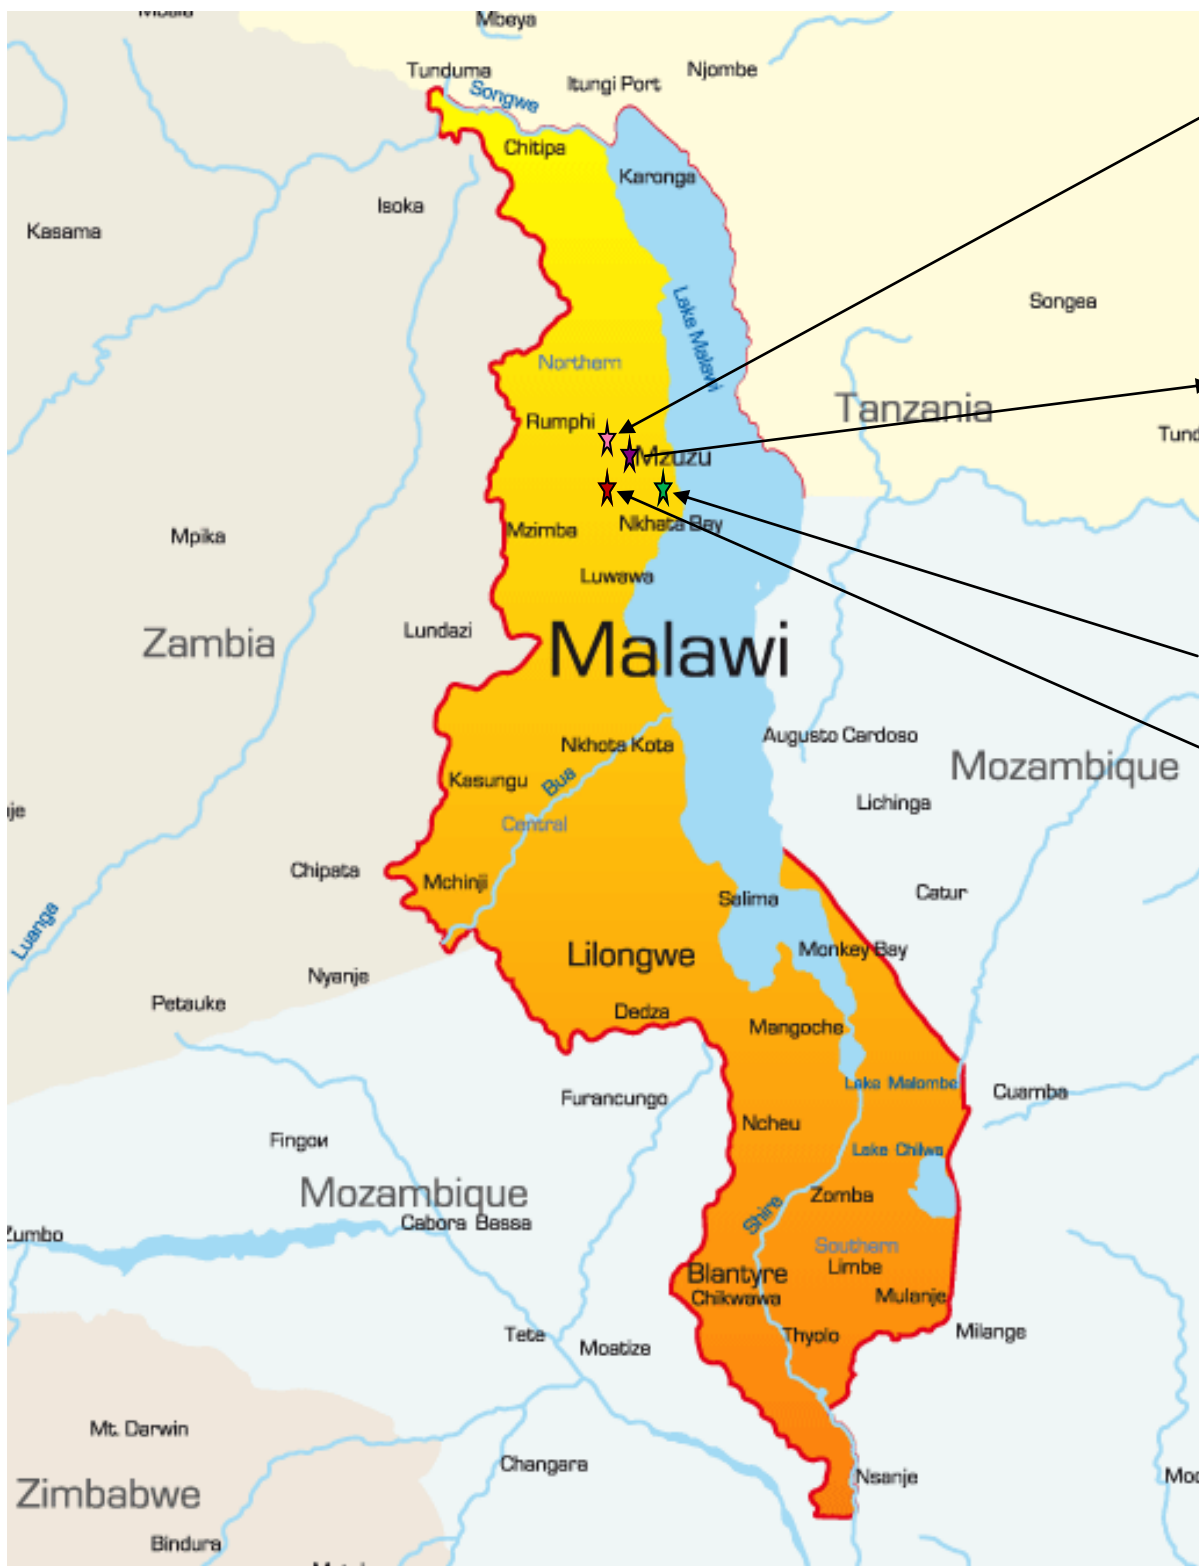 Mbeya
Tunduma
Songwe
Itungi Port
Njombe
Chitipa
Karonga
Isoka
Kasama
Songea
Lake Malawi
Northern
Tanzania
Rumphi
Mzuzu
Nkhata Bay
Mzimba
Mpika
Luwawa
Lundazi
Zambia
Malawi
Augusto Cardoso
Nkhota Kota
Mozambique
Kasungu
Bua
Lichinga
Central
Chipata
Mchinji
Catur
Salima
Luanga
Monkey Bay
Lilongwe
Nyanje
Petauke
Dedza
Mangoche
Lake Malombe
Cuamba
Furancungo
Ncheu
Fingои
Lake Chilwa
Mozambique
Zomba
Cabora Bassa
Shire
Zumbo
Southern
Limbe
Blantyre
Chikwawa
Mulanje
Tete
Moatize
Thyolo
Milange
Mt. Darwin
Changara
Nsanje
Zimbabwe
Bindura